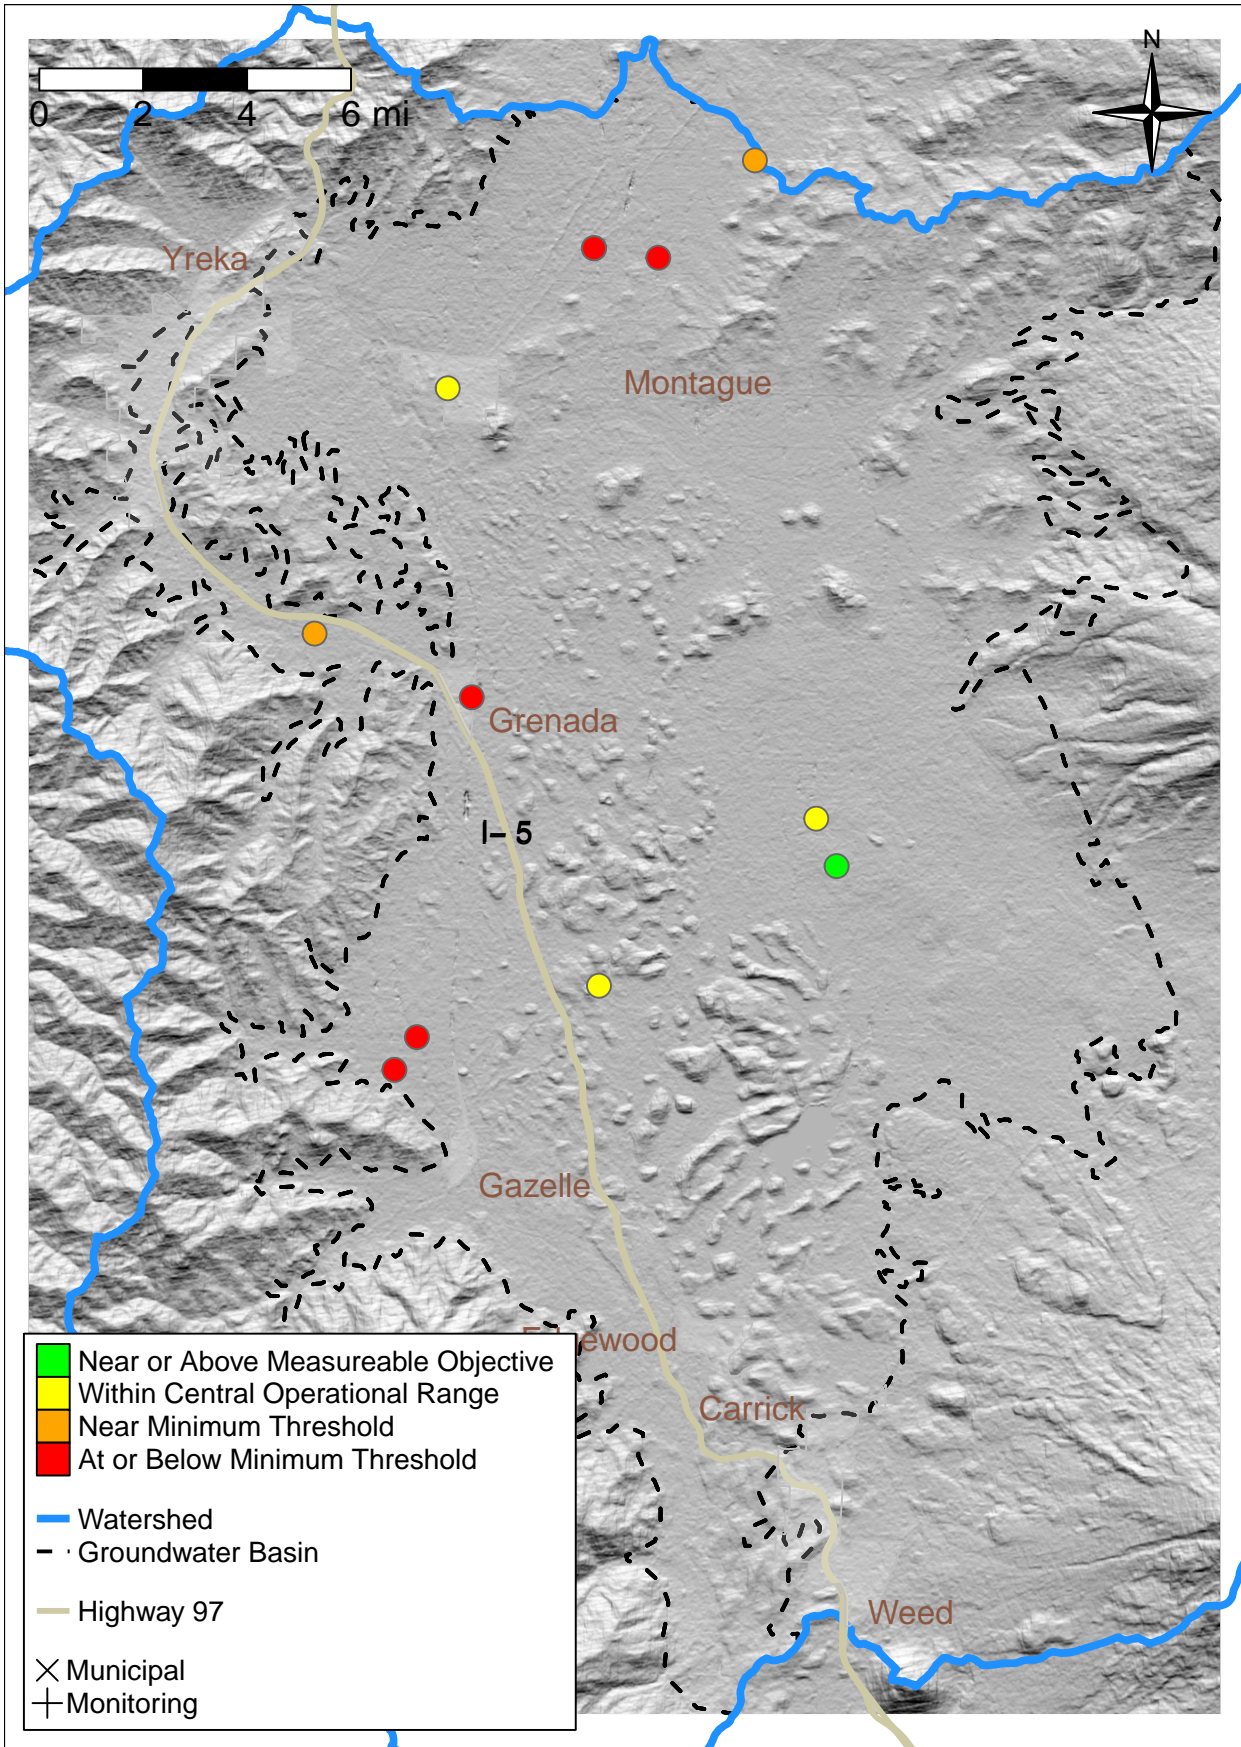 N
0 2 4 6 mi
Yreka
Montague
Grenada
I-5
Gazelle
Carrick
Weed
Near or Above Measureable Objective
Within Central Operational Range
Near Minimum Threshold
At or Below Minimum Threshold
Watershed
Groundwater Basin
Highway 97
Municipal
Monitoring